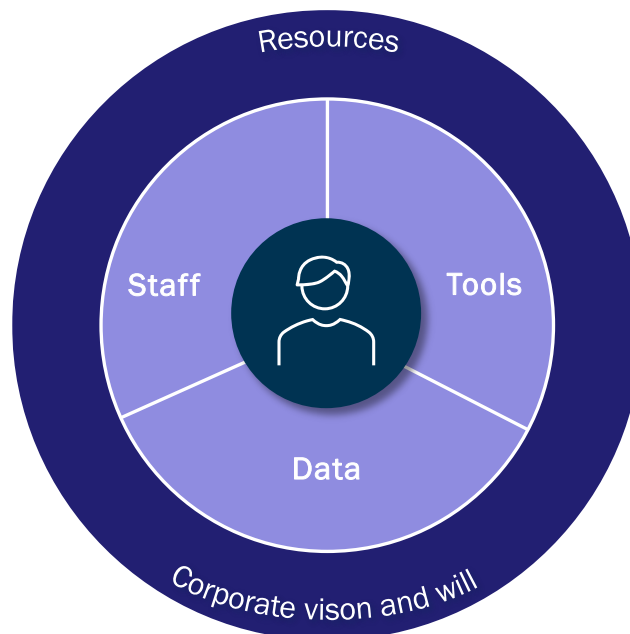 Resources
Staff
Tools
Data
Corporate vison and will